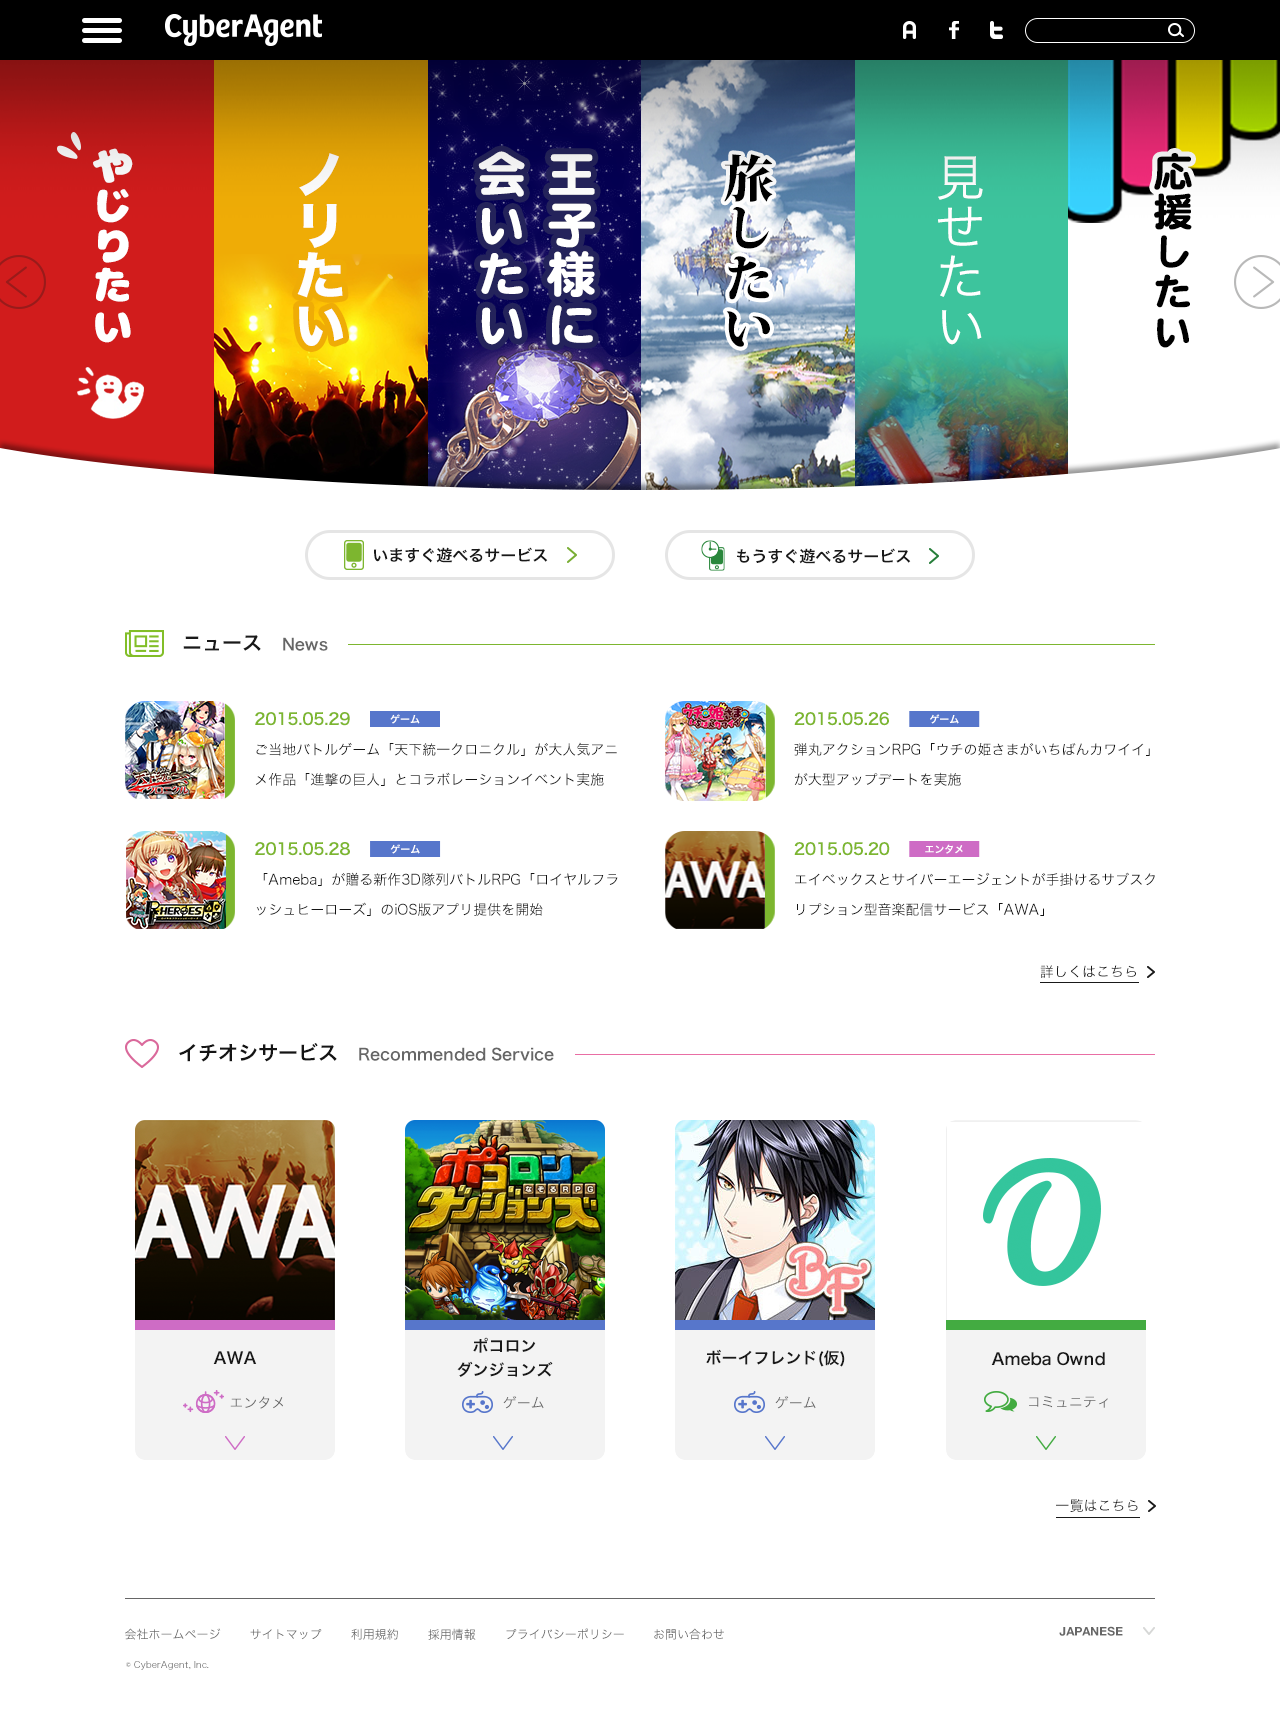 CyberAgent
やじりたい
ノリたい
王子様に
会いたい
旅したい
見せたい
応援したい
いますぐ遊べるサービス
もうすぐ遊べるサービス
ニュース News
2015.05.29 ゲーム
ご当地バトルゲーム「天下統一クロニクル」が大人気アニ
メ作品「進撃の巨人」とコラボレーションイベント実施
2015.05.26 ゲーム
弾丸アクションRPG「ウチの姫さまがいちばんカワイイ」
が大型アップデートを実施
2015.05.28 ゲーム
「Ameba」が贈る新作3D隊列バトルRPG「ロイヤルフラ
ッシュヒーローズ」のiOS版アプリ提供を開始
AWA
2015.05.20 エンタメ
エイベックスとサイバーエージェントが手掛けるサブスク
リプション型音楽配信サービス「AWA」
詳しくはこちら
イチオシサービス Recommended Service
AWA
AWA
エンタメ
ポコロン
ダンジョンズ
なぞるRPG
ポコロン
ダンジョンズ
ゲーム
BF
ボーイフレンド(仮)
ゲーム
O
Ameba Ownd
コミュニティ
一覧はこちら
会社ホームページ サイトマップ 利用規約 採用情報 プライバシーポリシー お問い合わせ
JAPANESE
© CyberAgent, Inc.